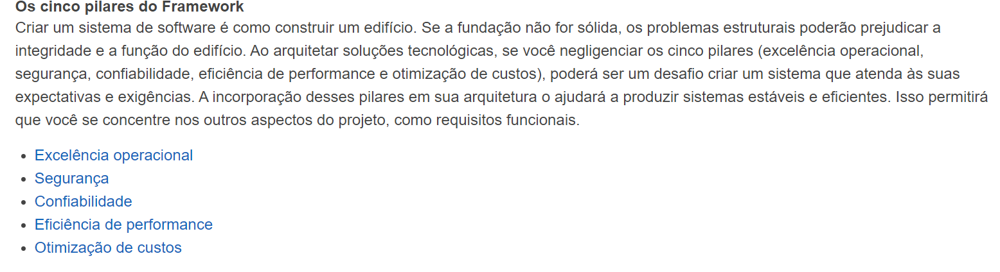 Os cinco pilares do Framework
Criar um sistema de software é como construir um edifício. Se a fundação não for sólida, os problemas estruturais poderão prejudicar a
integridade e a função do edifício. Ao arquitetar soluções tecnológicas, se você negligenciar os cinco pilares (excelência operacional,
segurança, confiabilidade, eficiência de performance e otimização de custos), poderá ser um desafio criar um sistema que atenda às suas
expectativas e exigências. A incorporação desses pilares em sua arquitetura o ajudará a produzir sistemas estáveis e eficientes. Isso permitirá
que você se concentre nos outros aspectos do projeto, como requisitos funcionais.
• Excelência operacional
• Segurança
• Confiabilidade
• Eficiência de performance
• Otimização de custos